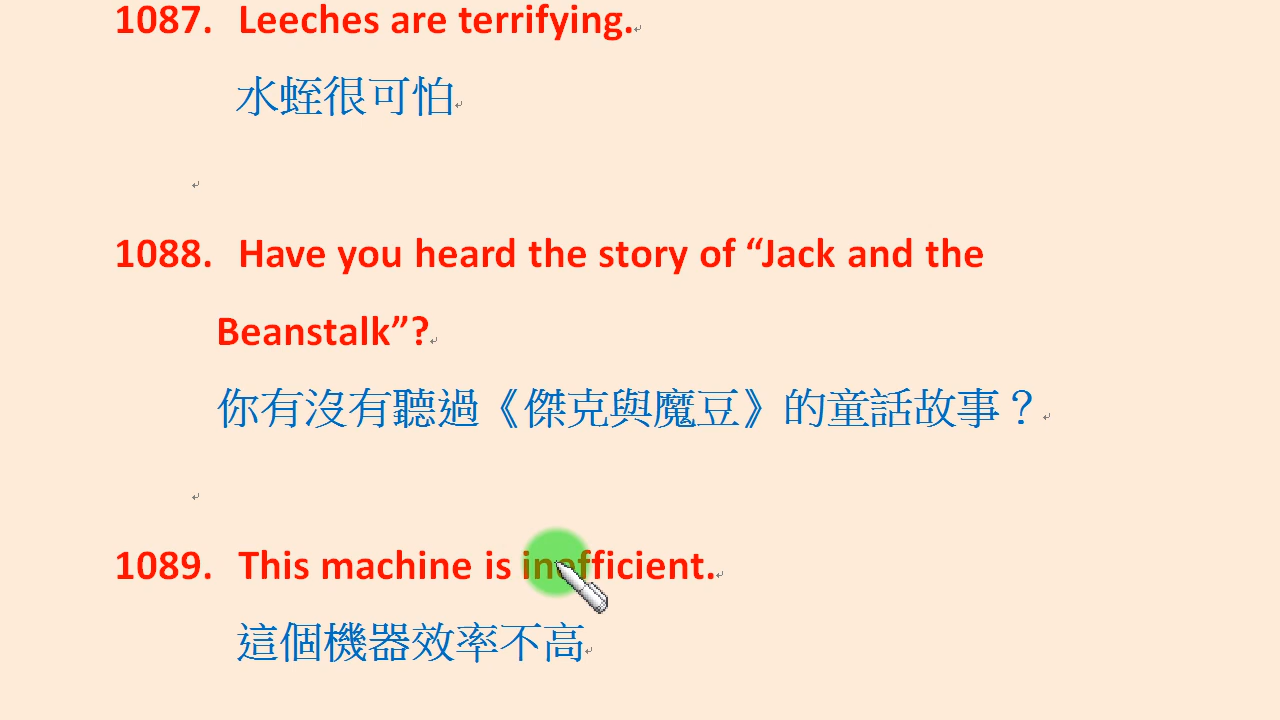 1087. Leeches are terrifying.
水蛭很可怕
1088. Have you heard the story of “Jack and the
Beanstalk”?
你有沒有聽過《傑克與魔豆》的童話故事？
1089. This machine is inefficient.
這個機器效率不高